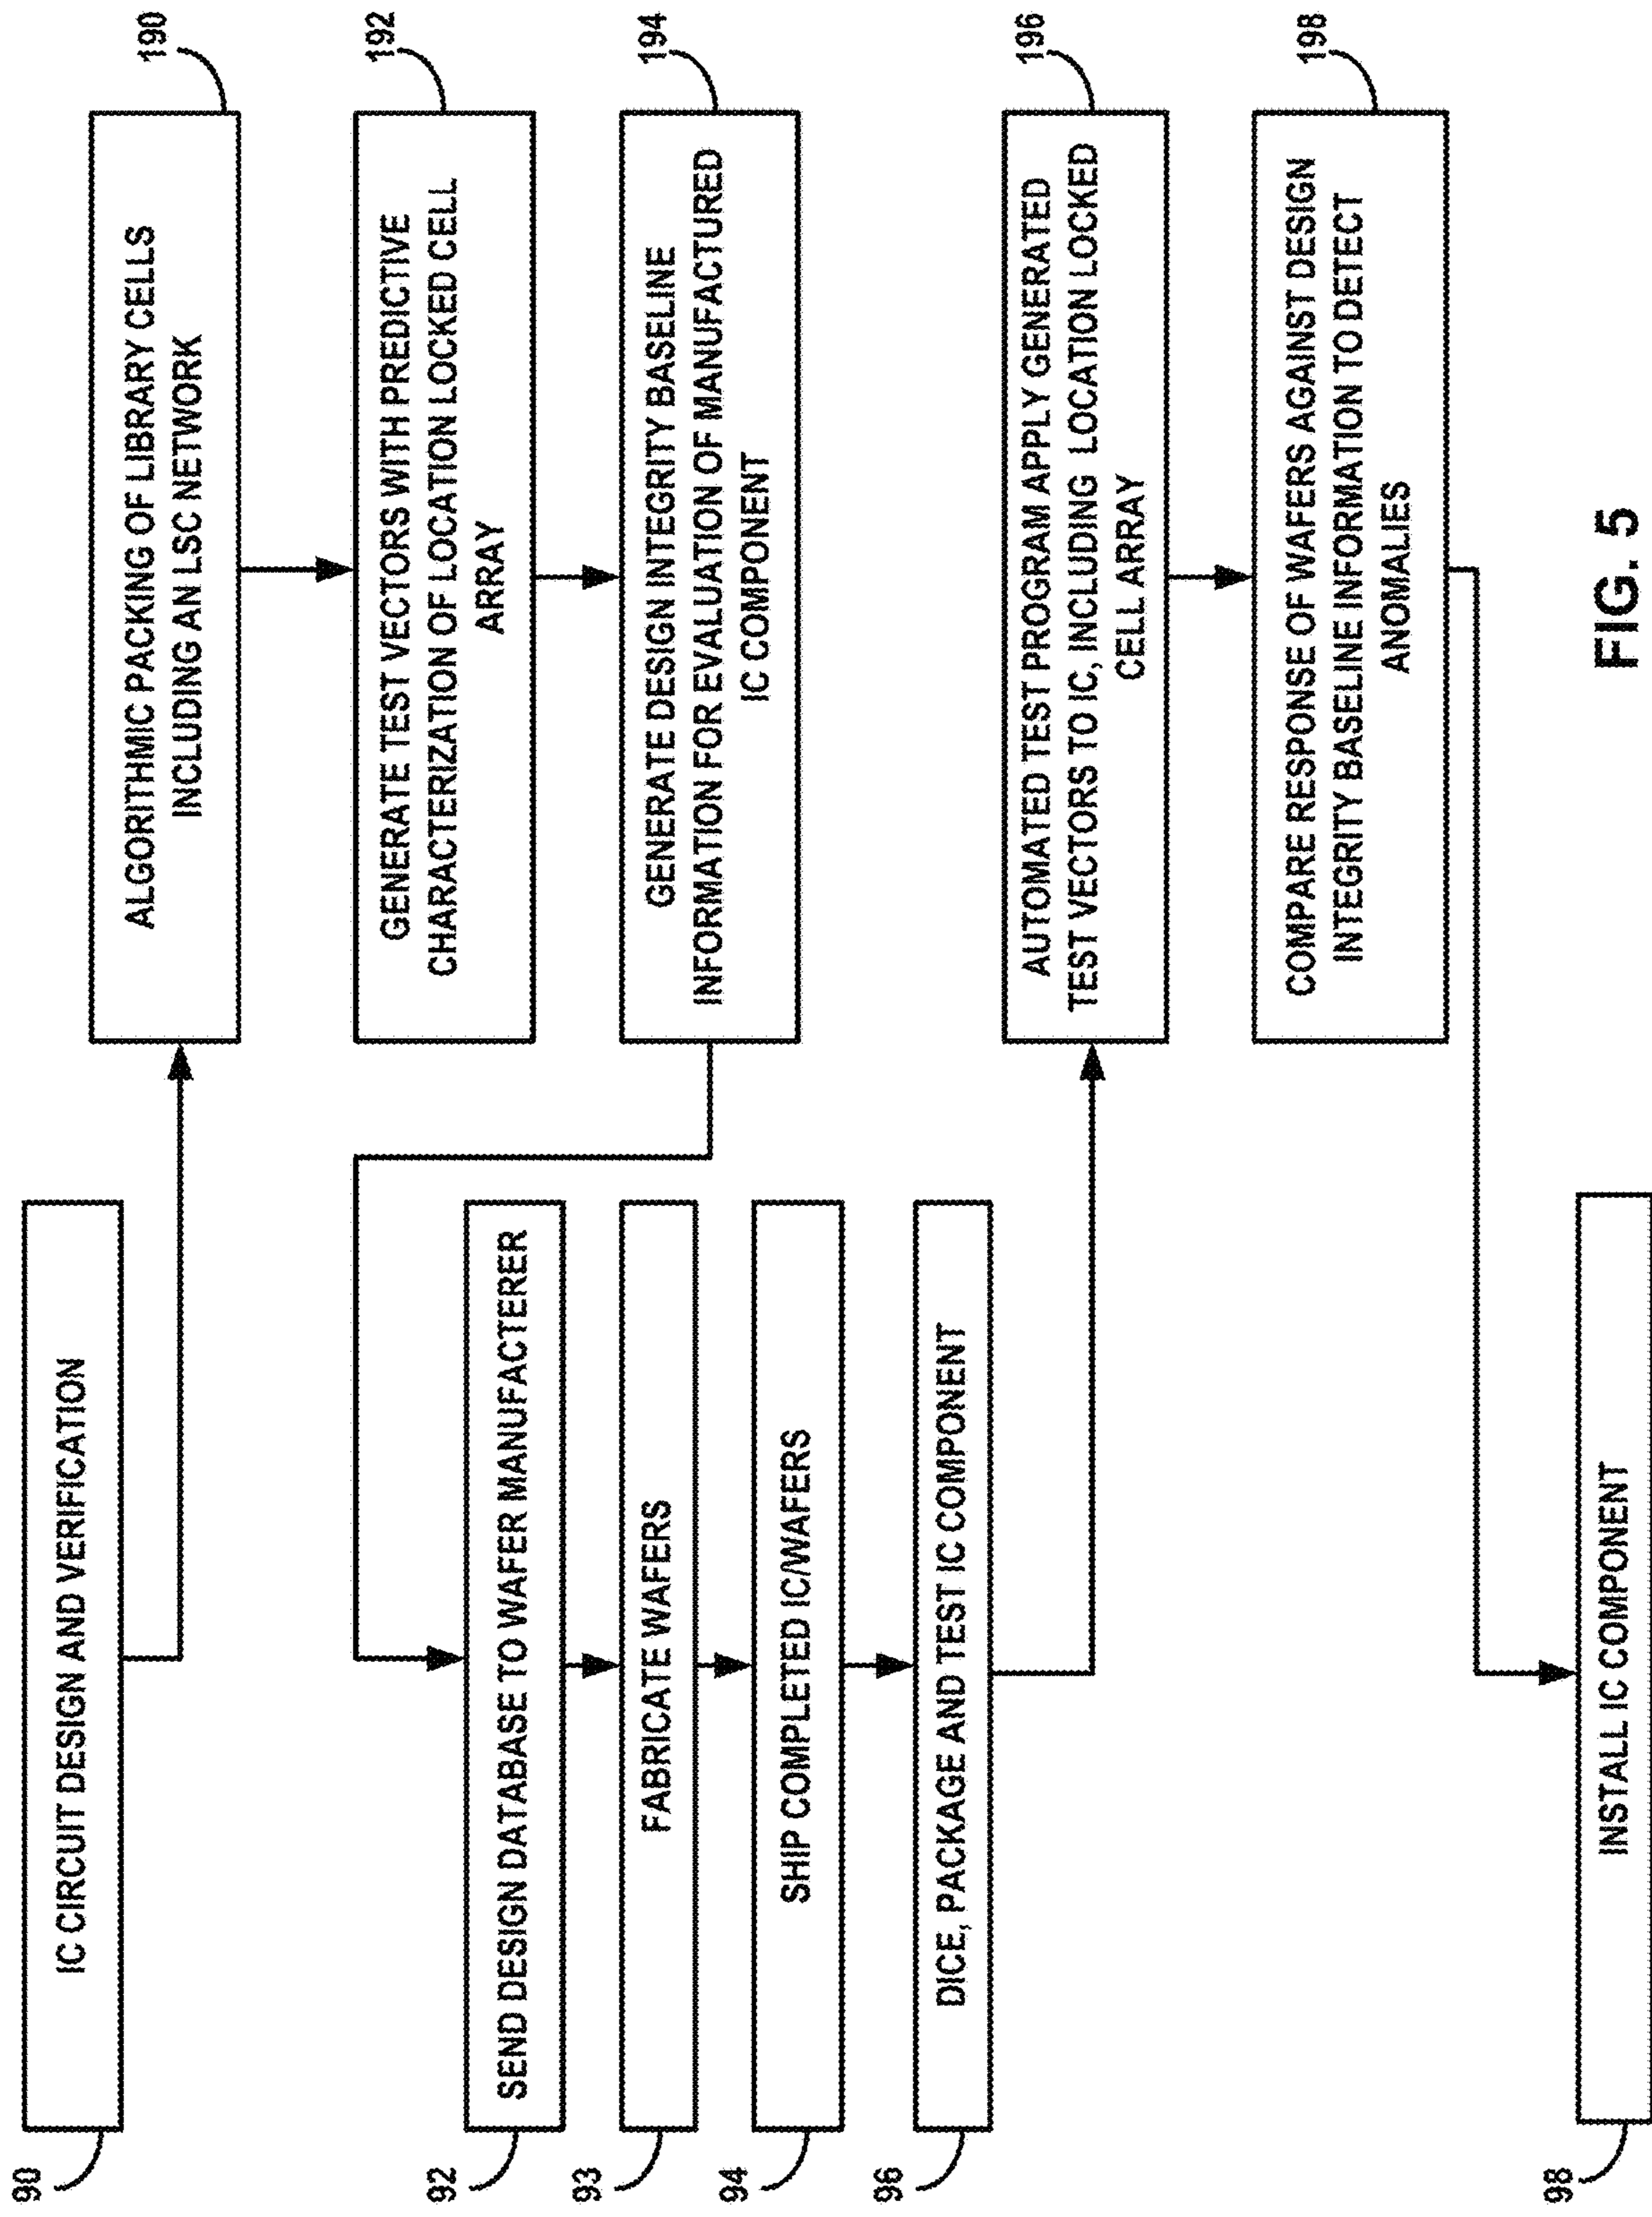 90
IC CIRCUIT DESIGN AND VERIFICATION
190
ALGORITHMIC PACKING OF LIBRARY CELLS
INCLUDING AN LSC NETWORK
192
GENERATE TEST VECTORS WITH PREDICTIVE
CHARACTERIZATION OF LOCATION LOCKED CELL
ARRAY
194
GENERATE DESIGN INTEGRITY BASELINE
INFORMATION FOR EVALUATION OF MANUFACTURED
IC COMPONENT
92
SEND DESIGN DATABASE TO WAFER MANUFACTERER
93
FABRICATE WAFERS
94
SHIP COMPLETED IC/WAFERS
96
DICE, PACKAGE AND TEST IC COMPONENT
196
AUTOMATED TEST PROGRAM APPLY GENERATED
TEST VECTORS TO IC, INCLUDING LOCATION LOCKED
CELL ARRAY
198
COMPARE RESPONSE OF WAFERS AGAINST DESIGN
INTEGRITY BASELINE INFORMATION TO DETECT
ANOMALIES
98
INSTALL IC COMPONENT
FIG. 5